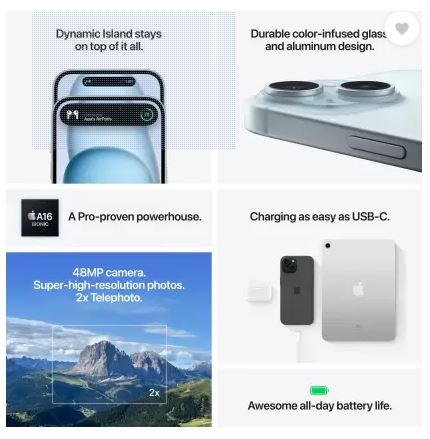 Dynamic Island stays
on top of it all.
Durable color-infused glass
and aluminum design.
A16
BIONIC
A Pro-proven powerhouse.
Charging as easy as USB-C.
48MP camera.
Super-high-resolution photos.
2x Telephoto.
2x
Awesome all-day battery life.